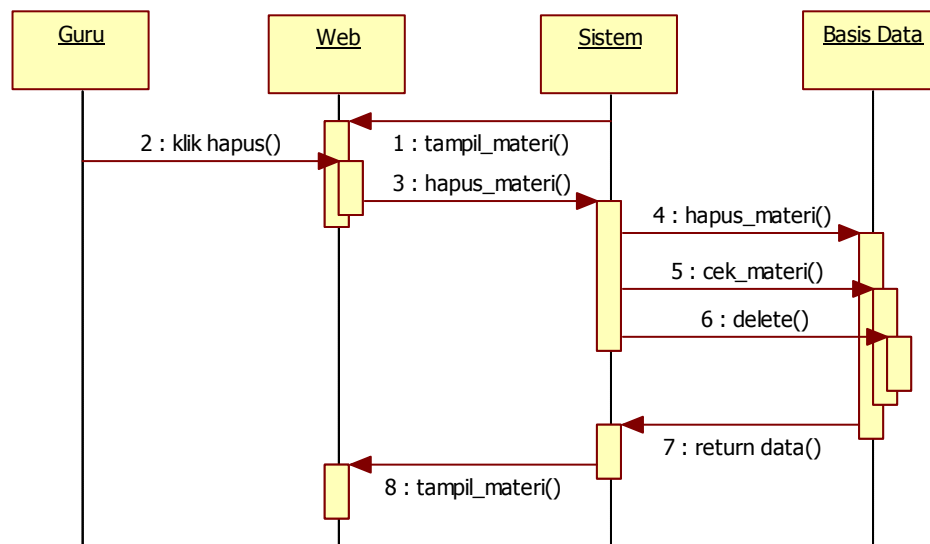 Guru
Web
Sistem
Basis Data
1 : tampil_materi()
2 : klik hapus()
3 : hapus_materi()
4 : hapus_materi()
5 : cek_materi()
6 : delete()
7 : return data()
8 : tampil_materi()